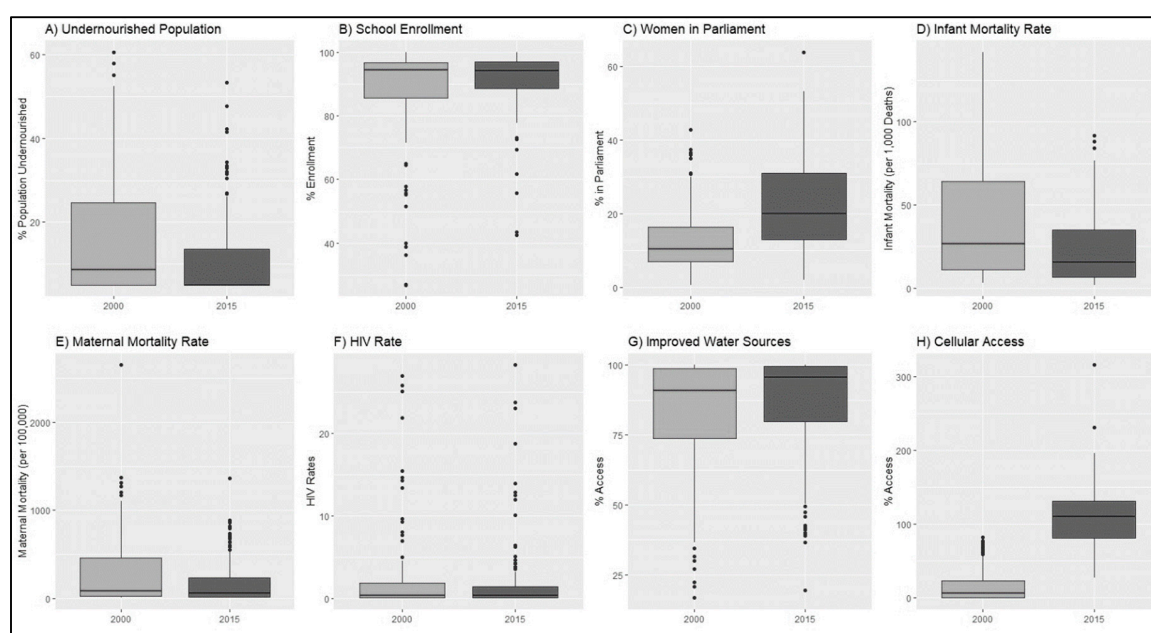 A) Undernourished Population
60
40
20
% Population Undernourished
2000
2015
B) School Enrollment
100
80
60
40
% Enrollment
2000
2015
C) Women in Parliament
60
40
20
0
% in Parliament
2000
2015
D) Infant Mortality Rate
100
50
0
Infant Mortality (per 1,000 Deaths)
2000
2015
E) Maternal Mortality Rate
2000
1000
0
Maternal Mortality (per 100,000)
2000
2015
F) HIV Rate
20
10
0
HIV Rates
2000
2015
G) Improved Water Sources
100
75
50
25
% Access
2000
2015
H) Cellular Access
300
200
100
0
% Access
2000
2015